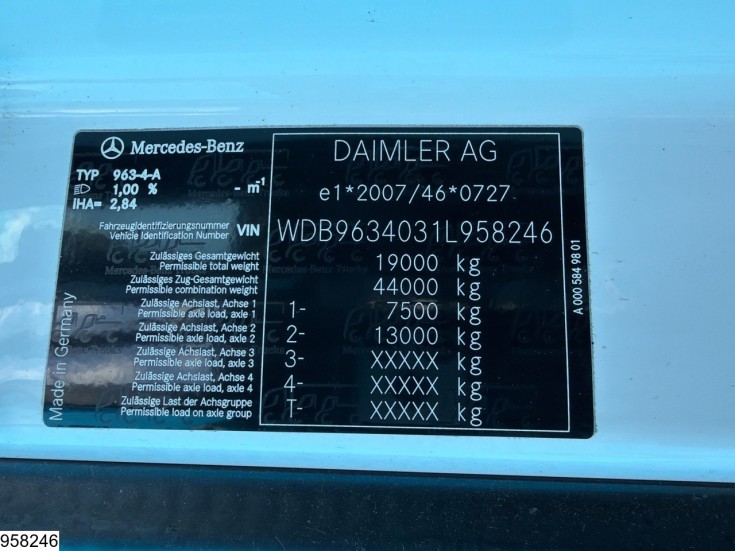 Mercedes-Benz
DAIMLER AG
TYP 963-4-A
1,00 % - m⁻¹
IHA= 2,84
e1*2007/46*0727
Fahrzeugidentifizierungsnummer
Vehicle Identification Number VIN WDB9634031L958246
Zulässiges Gesamtgewicht
Permissible total weight 19000 kg
Zulässiges Zug-Gesamtgewicht
Permissible combination weight 44000 kg
Zulässige Achslast, Achse 1
Permissible axle load, axle 1 1- 7500 kg
Zulässige Achslast, Achse 2
Permissible axle load, axle 2 2- 13000 kg
Zulässige Achslast, Achse 3
Permissible axle load, axle 3 3- XXXXX kg
Zulässige Achslast, Achse 4
Permissible axle load, axle 4 4- XXXXX kg
Zulässige Last der Achsgruppe
Permissible load on axle group T- XXXXX kg
Made in Germany
A 000 584 98 01
958246